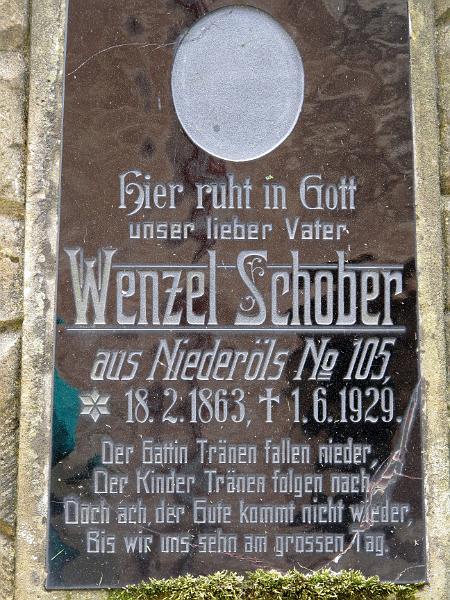 Hier ruht in Gott
unser lieber Vater
Wenzel Schober
aus Niederöls No 105,
✶ 18.2.1863, † 1.6.1929.
Der Gattin Tränen fallen nieder,
Der Kinder Tränen folgen nach,
Doch ach der Gute kommt nicht wieder,
Bis wir uns sehn am grossen Tag.